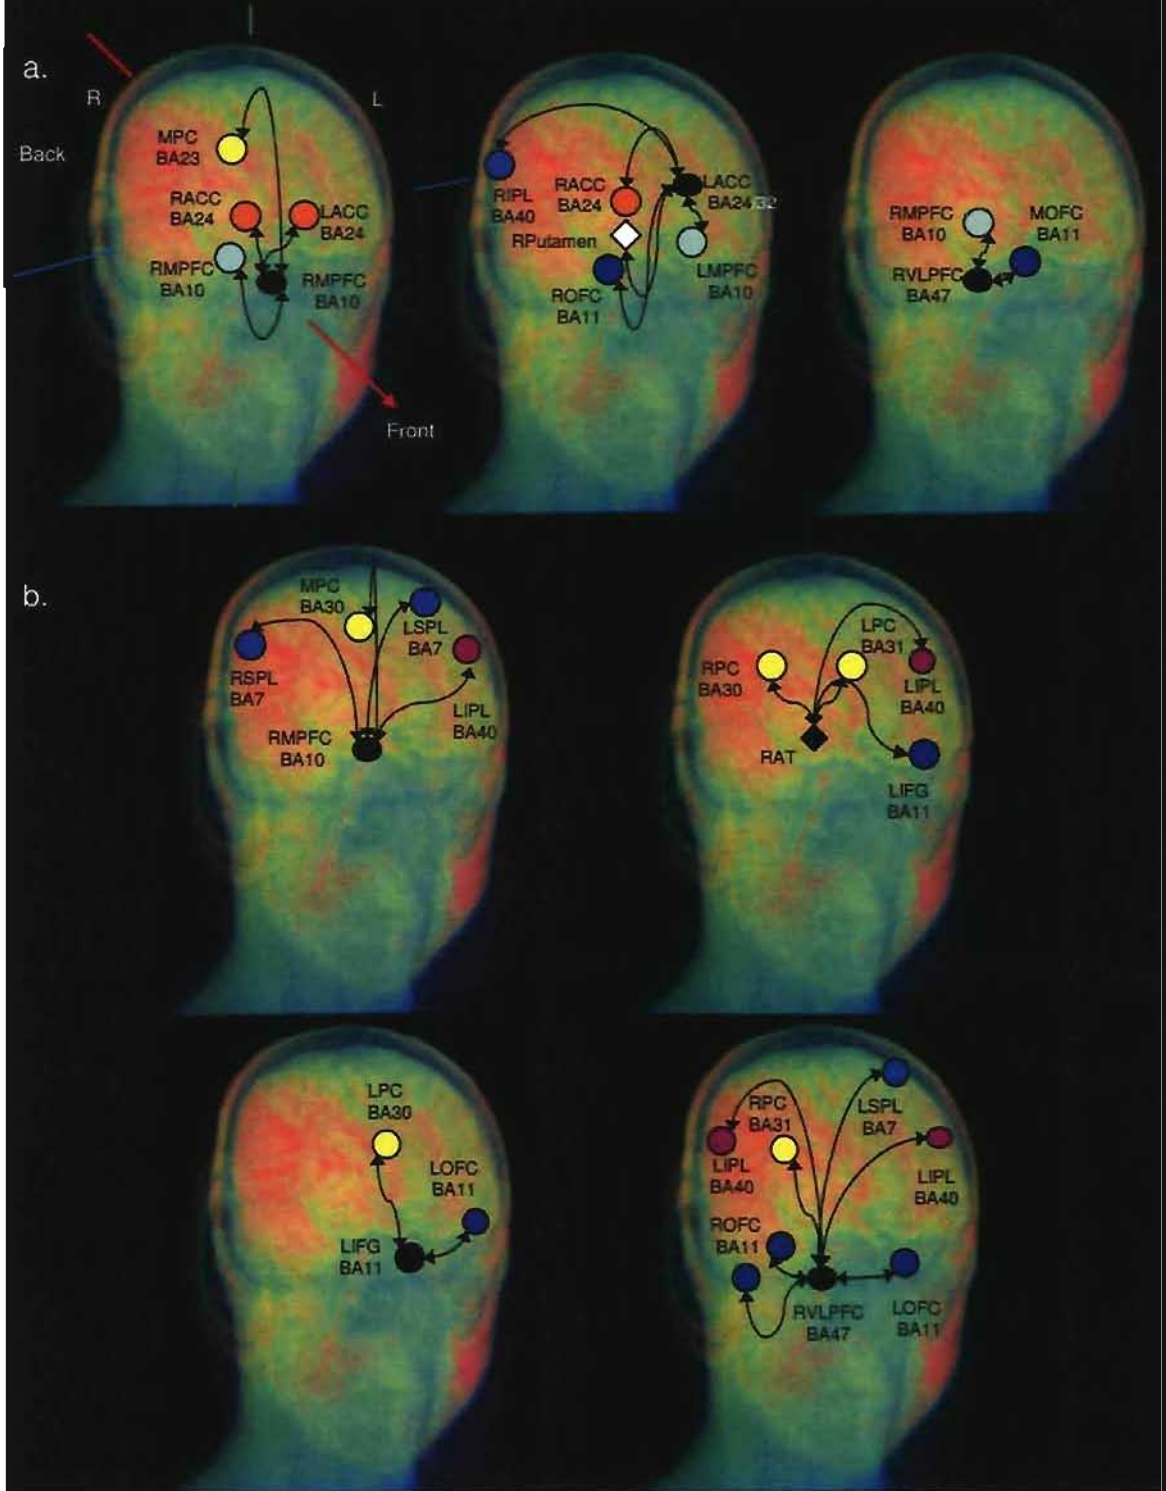 a.
R
L
Back
MPC
BA23
RACC
BA24
LACC
BA24
RMPFC
BA10
RMPFC
BA10
Front
RIPL
BA40
RACC
BA24
LACC
BA24 32
RPutamen
ROFC
BA11
LMPFC
BA10
RMPFC
BA10
MOFC
BA11
RVLPFC
BA47
b.
MPC
BA30
LSPL
BA7
RSPL
BA7
LIPL
BA40
RMPFC
BA10
LPC
BA31
RPC
BA30
LIPL
BA40
RAT
LIFG
BA11
LPC
BA30
LOFC
BA11
LIFG
BA11
RPC
BA31
LSPL
BA7
LIPL
BA40
LIPL
BA40
ROFC
BA11
RVLPFC
BA47
LOFC
BA11